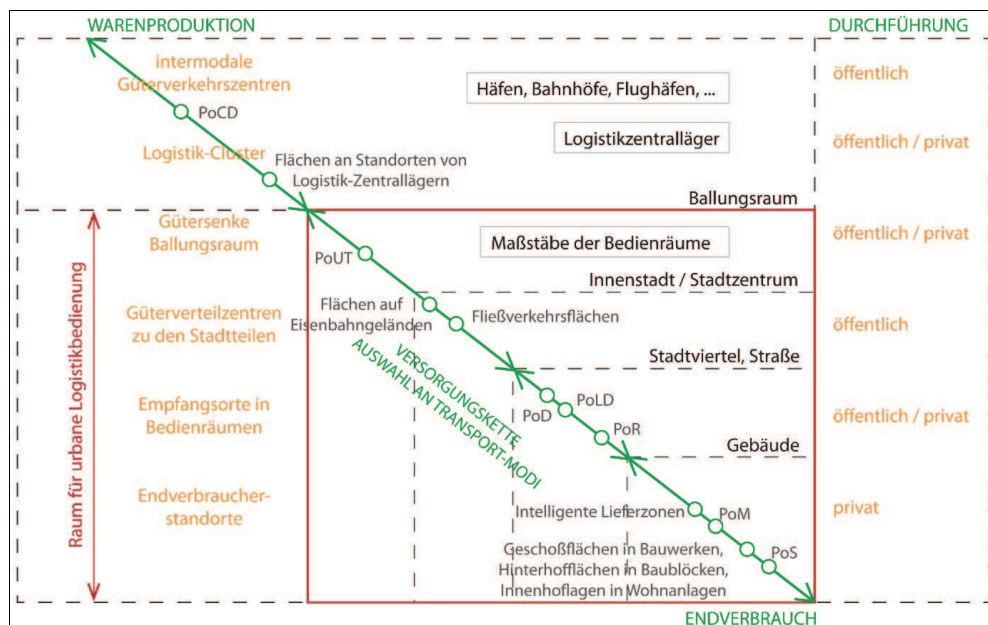 WARENPRODUKTION
DURCHFÜHRUNG
intermodale
Güterverkehrszentren
Häfen, Bahnhöfe, Flughäfen, ...
öffentlich
PoCD
Logistikzentralläger
öffentlich / privat
Logistik-Cluster
Flächen an Standorten von
Logistik-Zentrallägern
Ballungsraum
Gütersenke
Ballungsraum
Maßstäbe der Bedienräume
öffentlich / privat
PoUT
Innenstadt / Stadtzentrum
Flächen auf
Eisenbahngeländen
Fließverkehrsflächen
Güterverteilzentren
zu den Stadtteilen
öffentlich
Stadtviertel, Straße
VERSORGUNGSKETTE
AUSWAHL AN TRANSPORT-MODI
PoD
PoLD
PoR
Empfangsorte in
Bedienräumen
öffentlich / privat
Gebäude
Endverbraucher-
standorte
Intelligente Lieferzonen
PoM
privat
PoS
Geschoßflächen in Bauwerken,
Hinterhofflächen in Baublöcken,
Innenhoflagen in Wohnanlagen
ENDVERBRAUCH
Raum für urbane Logistikbedienung